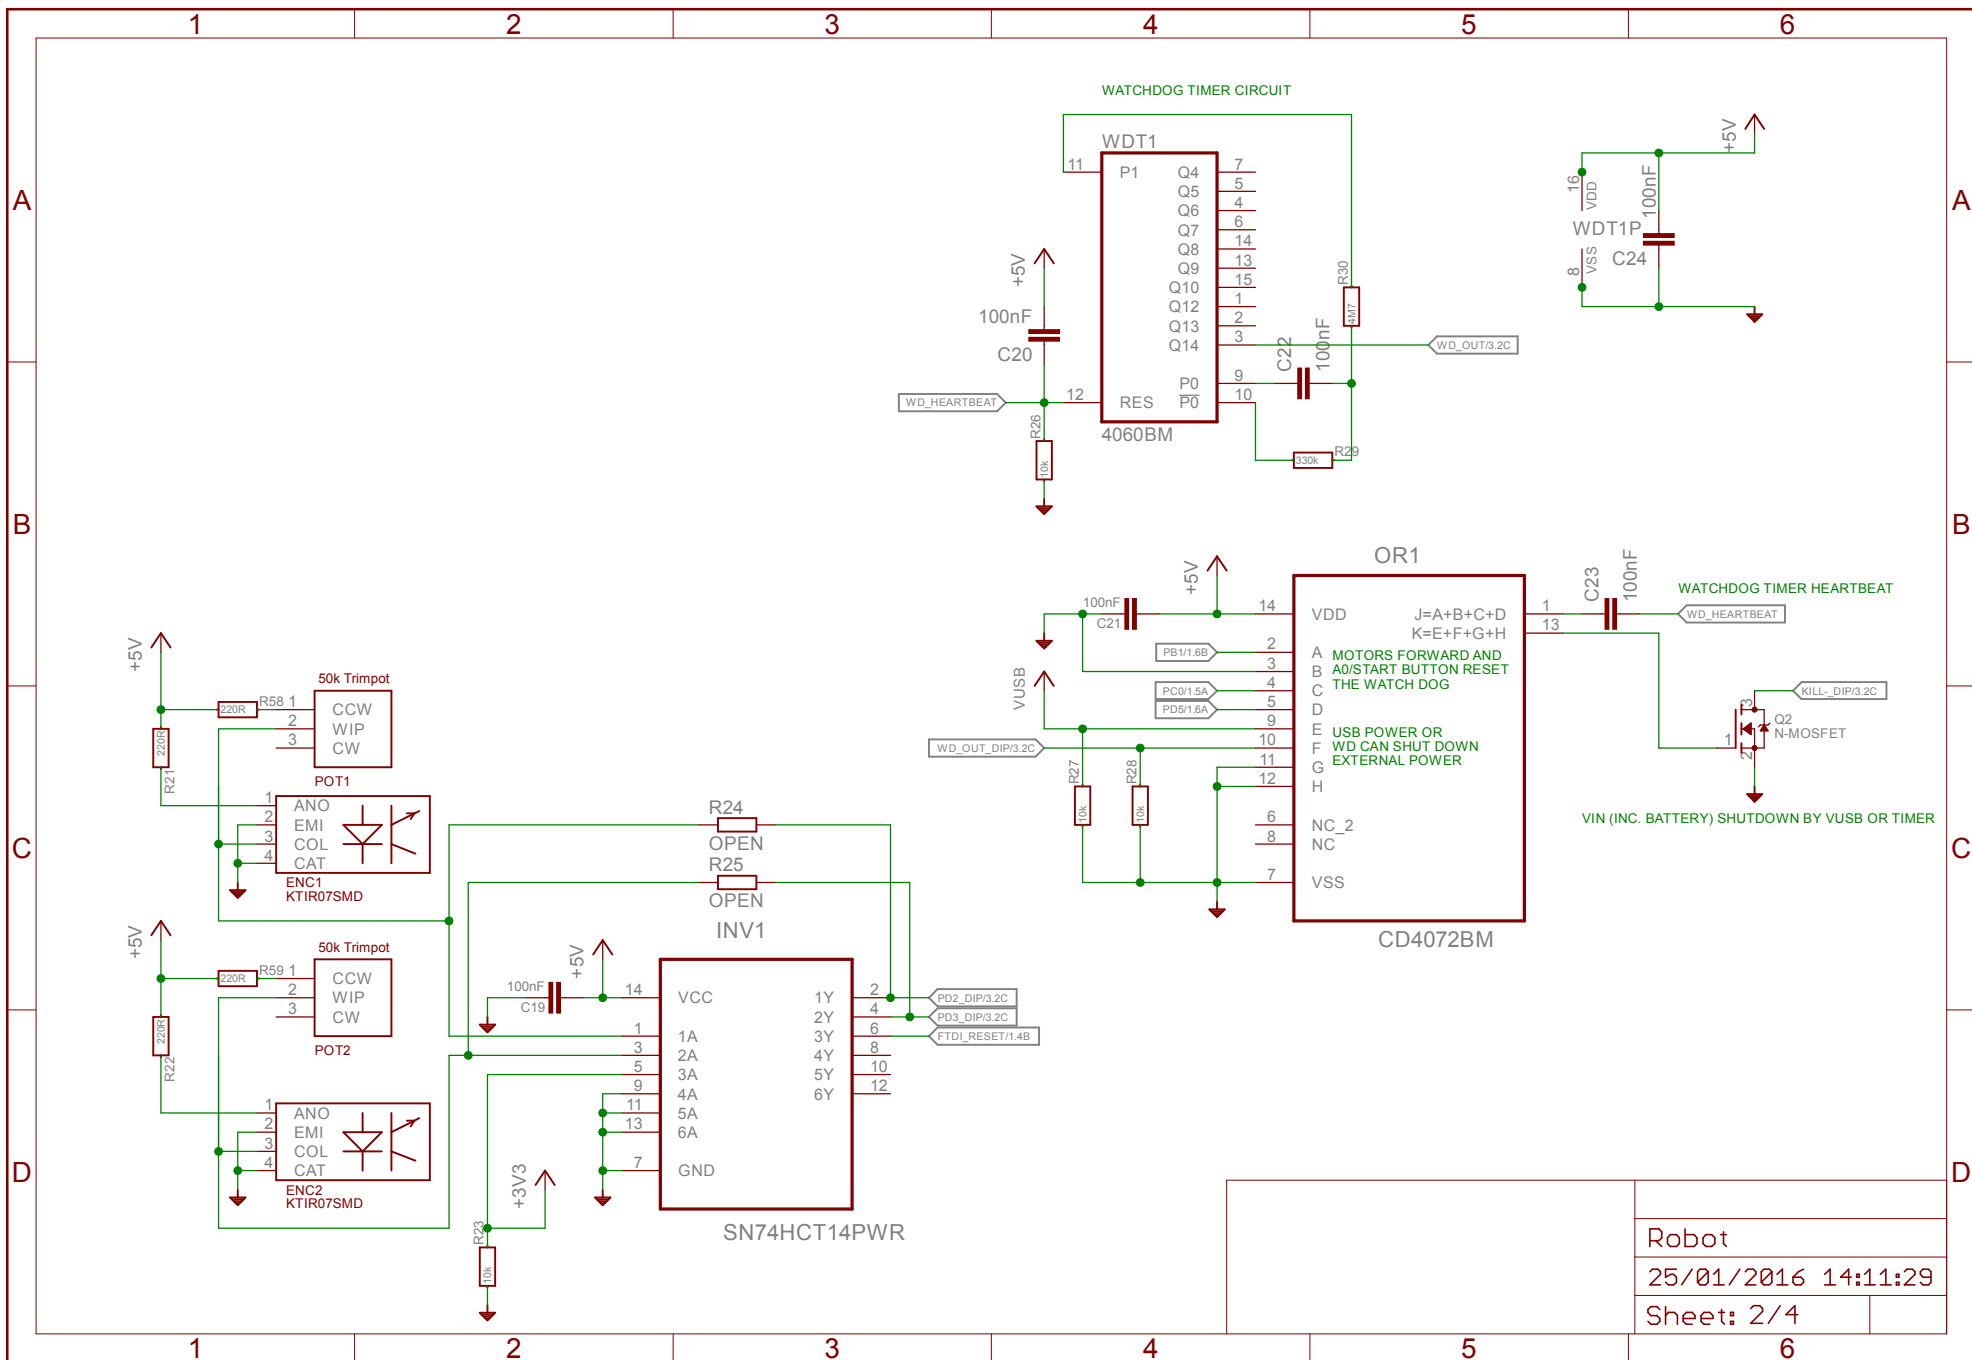 1 2 3 4 5 6
A A
B B
C C
D D
1 2 3 4 5 6
WATCHDOG TIMER CIRCUIT
WDT1
11 P1
12 RES
Q4 7
Q5 5
Q6 4
Q7 6
Q8 14
Q9 13
Q10 15
Q12 1
Q13 2
Q14 3
P0 9
P0 10
4060BM
+5V
100nF
C20
WD_HEARTBEAT
R26
10k
R30
4M7
C22
100nF
R29
330k
WD_OUT/3.2C
+5V
16
VDD
WDT1P
8
VSS
100nF
C24
OR1
+5V
100nF
C21
14 VDD
2 A
3 B
4 C
5 D
9 E
10 F
11 G
12 H
6 NC_2
8 NC
7 VSS
J=A+B+C+D 1
K=E+F+G+H 13
MOTORS FORWARD AND
A0/START BUTTON RESET
THE WATCH DOG
USB POWER OR
WD CAN SHUT DOWN
EXTERNAL POWER
CD4072BM
PB1/1.6B
PC0/1.5A
PD5/1.6A
VUSB
WD_OUT_DIP/3.2C
R27
10k
R28
10k
C23
100nF
WATCHDOG TIMER HEARTBEAT
WD_HEARTBEAT
KILL-_DIP/3.2C
3
1
2
Q2
N-MOSFET
VIN (INC. BATTERY) SHUTDOWN BY VUSB OR TIMER
+5V
50k Trimpot
220R
R58
1 CCW
2 WIP
3 CW
POT1
220R
R21
1 ANO
2 EMI
3 COL
4 CAT
ENC1
KTIR07SMD
+5V
50k Trimpot
220R
R59
1 CCW
2 WIP
3 CW
POT2
220R
R22
1 ANO
2 EMI
3 COL
4 CAT
ENC2
KTIR07SMD
R24
OPEN
R25
OPEN
INV1
+5V
100nF
C19
14 VCC
1 1A
3 2A
5 3A
9 4A
11 5A
13 6A
7 GND
1Y 2
2Y 4
3Y 6
4Y 8
5Y 10
6Y 12
SN74HCT14PWR
PD2_DIP/3.2C
PD3_DIP/3.2C
FTDI_RESET/1.4B
+3V3
R23
10k
Robot
25/01/2016 14:11:29
Sheet: 2/4